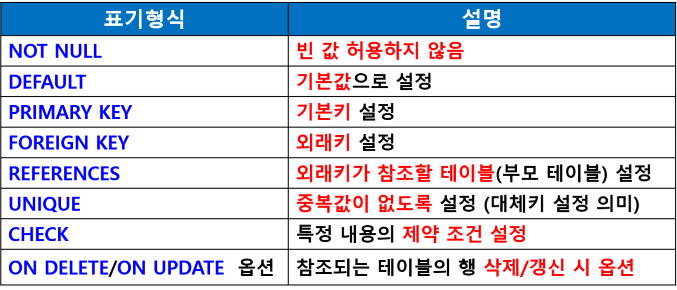 표기형식 설명
NOT NULL 빈 값 허용하지 않음
DEFAULT 기본값으로 설정
PRIMARY KEY 기본키 설정
FOREIGN KEY 외래키 설정
REFERENCES 외래키가 참조할 테이블(부모 테이블) 설정
UNIQUE 중복값이 없도록 설정 (대체키 설정 의미)
CHECK 특정 내용의 제약 조건 설정
ON DELETE/ON UPDATE 옵션 참조되는 테이블의 행 삭제/갱신 시 옵션